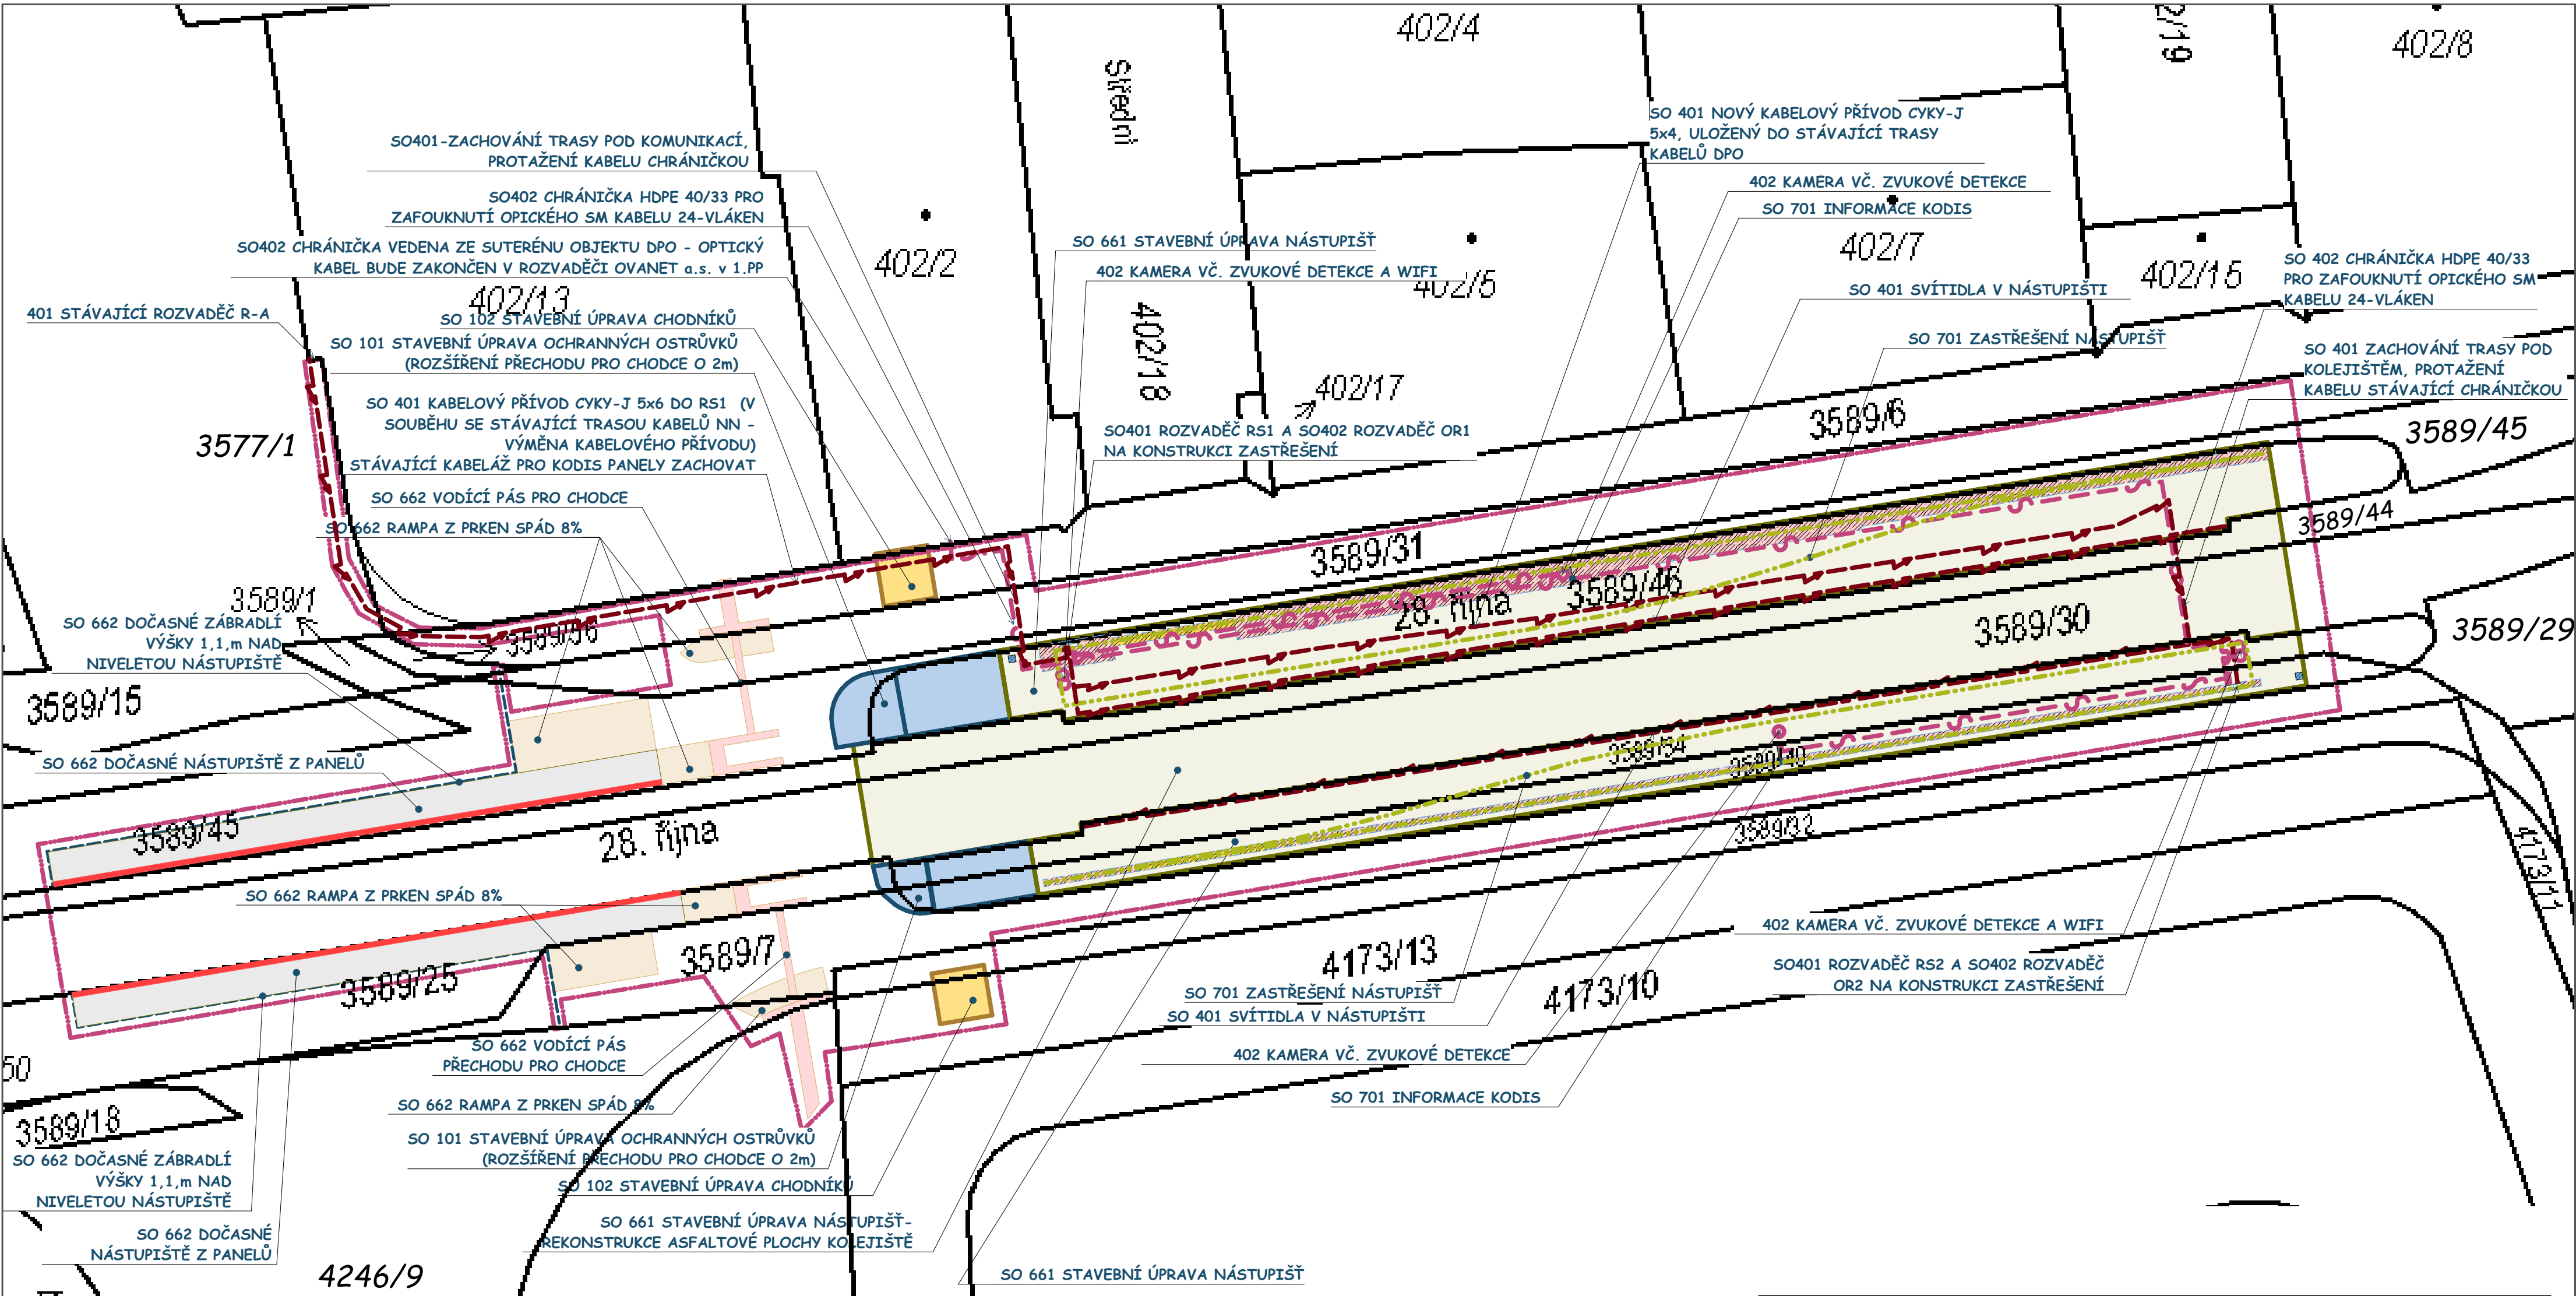 402/4
2/19
402/8
Střední
SO 401 NOVÝ KABELOVÝ PŘÍVOD CYKY-J
5x4, ULOŽENÝ DO STÁVAJÍCÍ TRASY
KABELŮ DPO
SO401-ZACHOVÁNÍ TRASY POD KOMUNIKACÍ,
PROTAŽENÍ KABELU CHRÁNIČKOU
402 KAMERA VČ. ZVUKOVÉ DETEKCE
SO402 CHRÁNIČKA HDPE 40/33 PRO
ZAFOUKNUTÍ OPICKÉHO SM KABELU 24-VLÁKEN
SO 701 INFORMACE KODIS
SO402 CHRÁNIČKA VEDENA ZE SUTERÉNU OBJEKTU DPO - OPTICKÝ
KABEL BUDE ZAKONČEN V ROZVADĚČI OVANET a.s. v 1.PP
402/2
SO 661 STAVEBNÍ ÚPRAVA NÁSTUPIŠŤ
402 KAMERA VČ. ZVUKOVÉ DETEKCE A WIFI
402/5
402/7
402/15
SO 402 CHRÁNIČKA HDPE 40/33
PRO ZAFOUKNUTÍ OPICKÉHO SM
KABELU 24-VLÁKEN
SO 401 SVÍTIDLA V NÁSTUPIŠTI
402/13
401 STÁVAJÍCÍ ROZVADĚČ R-A
SO 102 STAVEBNÍ ÚPRAVA CHODNÍKŮ
SO 101 STAVEBNÍ ÚPRAVA OCHRANNÝCH OSTRŮVKŮ
(ROZŠÍŘENÍ PŘECHODU PRO CHODCE O 2m)
402/18
SO 701 ZASTŘEŠENÍ NÁSTUPIŠŤ
SO 401 ZACHOVÁNÍ TRASY POD
KOLEJIŠTĚM, PROTAŽENÍ
KABELU STÁVAJÍCÍ CHRÁNIČKOU
402/17
SO 401 KABELOVÝ PŘÍVOD CYKY-J 5x6 DO RS1 (V
SOUBĚHU SE STÁVAJÍCÍ TRASOU KABELŮ NN -
VÝMĚNA KABELOVÉHO PŘÍVODU)
STÁVAJÍCÍ KABELÁŽ PRO KODIS PANELY ZACHOVAT
SO401 ROZVADĚČ RS1 A SO402 ROZVADĚČ OR1
NA KONSTRUKCI ZASTŘEŠENÍ
3589/6
3589/45
3577/1
SO 662 VODÍCÍ PÁS PRO CHODCE
SO 662 RAMPA Z PRKEN SPÁD 8%
3589/44
3589/31
3589/46
28. října
3589/30
3589/29
3589/1
SO 662 DOČASNÉ ZÁBRADLÍ
VÝŠKY 1,1,m NAD
NIVELETOU NÁSTUPIŠTĚ
3589/15
SO 662 DOČASNÉ NÁSTUPIŠTĚ Z PANELŮ
3589/45
28. října
3589/32
4173/11
SO 662 RAMPA Z PRKEN SPÁD 8%
402 KAMERA VČ. ZVUKOVÉ DETEKCE A WIFI
3589/7
3589/25
4173/13
4173/10
SO401 ROZVADĚČ RS2 A SO402 ROZVADĚČ
OR2 NA KONSTRUKCI ZASTŘEŠENÍ
SO 701 ZASTŘEŠENÍ NÁSTUPIŠŤ
SO 401 SVÍTIDLA V NÁSTUPIŠTI
SO 662 VODÍCÍ PÁS
PŘECHODU PRO CHODCE
402 KAMERA VČ. ZVUKOVÉ DETEKCE
50
SO 662 RAMPA Z PRKEN SPÁD 8%
SO 701 INFORMACE KODIS
3589/18
SO 101 STAVEBNÍ ÚPRAVA OCHRANNÝCH OSTRŮVKŮ
(ROZŠÍŘENÍ PŘECHODU PRO CHODCE O 2m)
SO 662 DOČASNÉ ZÁBRADLÍ
VÝŠKY 1,1,m NAD
NIVELETOU NÁSTUPIŠTĚ
SO 102 STAVEBNÍ ÚPRAVA CHODNÍKŮ
SO 661 STAVEBNÍ ÚPRAVA NÁSTUPIŠŤ-
REKONSTRUKCE ASFALTOVÉ PLOCHY KOLEJIŠTĚ
SO 662 DOČASNÉ
NÁSTUPIŠTĚ Z PANELŮ
4246/9
SO 661 STAVEBNÍ ÚPRAVA NÁSTUPIŠŤ